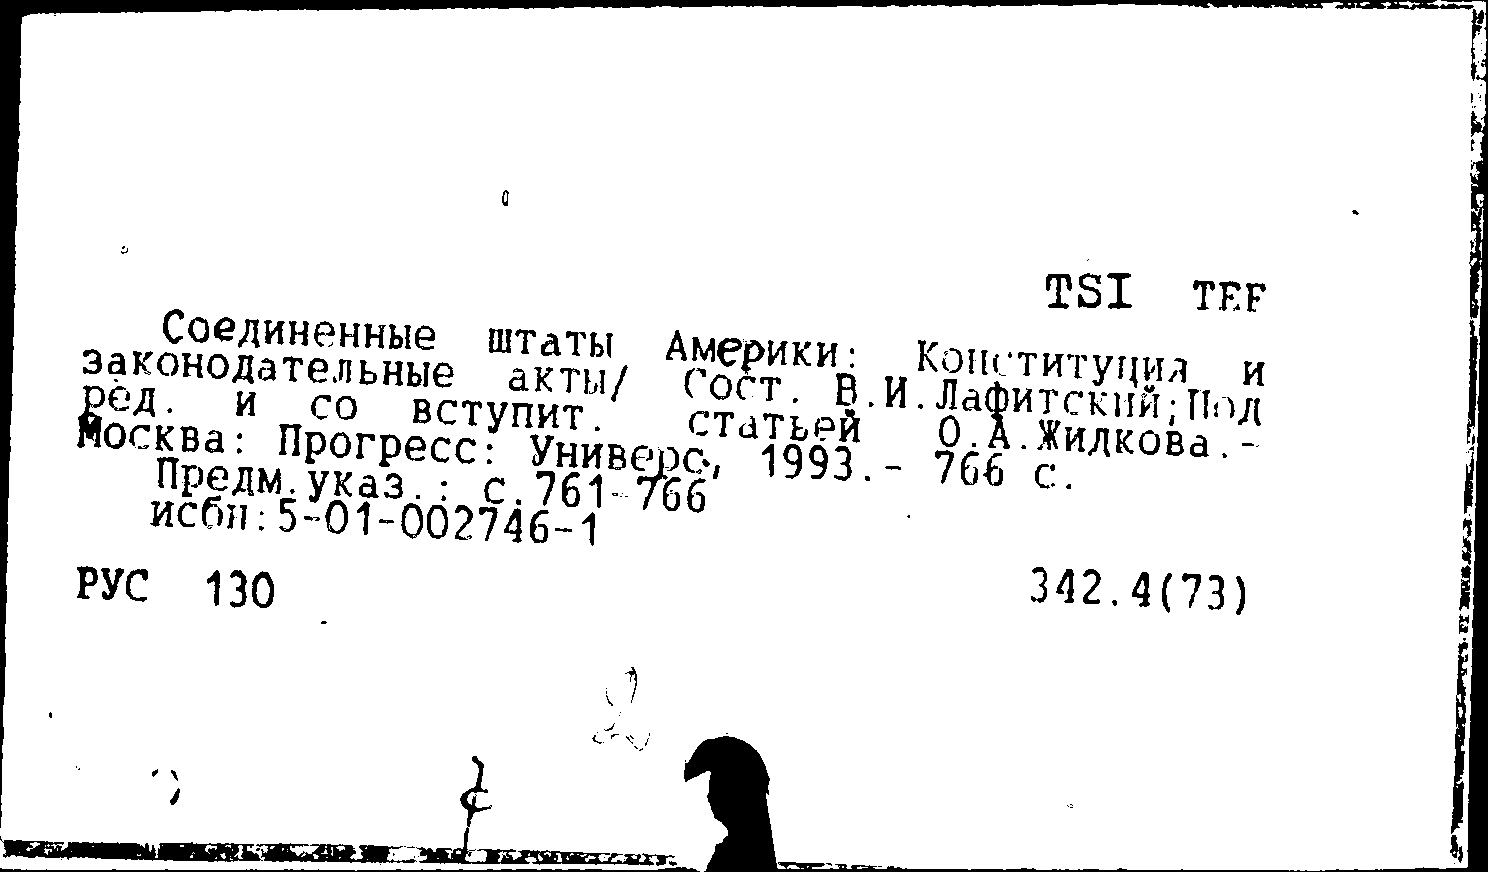 TSI TEF
Соединенные штаты Америки: Конституция и
законодательные акты/ Сост. В.И.Лафитский;Под
ред. и со вступит. статьей О.А.Жидкова.-
Москва: Прогресс: Универс, 1993.- 766 с.
Предм.указ.: с.761-766
исбн:5-01-002746-1
РУС 130 342.4(73)